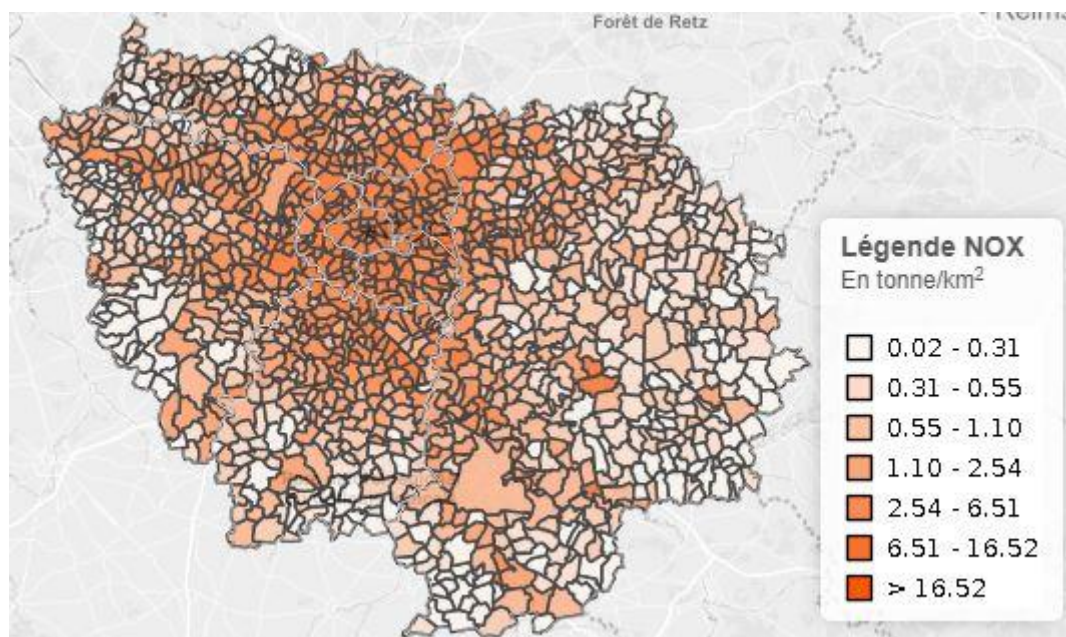 Forêt de Retz
Légende NOX
En tonne/km²
0.02 - 0.31
0.31 - 0.55
0.55 - 1.10
1.10 - 2.54
2.54 - 6.51
6.51 - 16.52
> 16.52